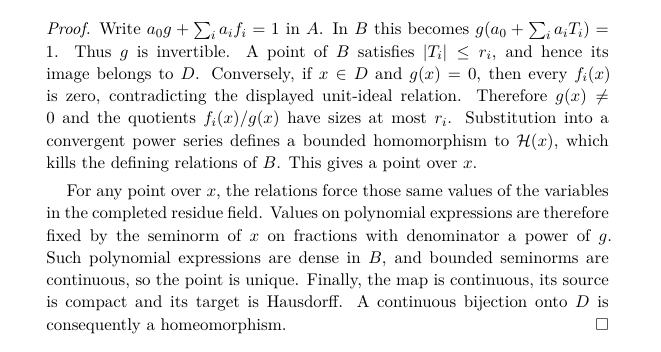 Proof. Write a₀g + ∑ᵢ aᵢfᵢ = 1 in A. In B this becomes g(a₀ + ∑ᵢ aᵢTᵢ) =
1. Thus g is invertible. A point of B satisfies |Tᵢ| ≤ rᵢ, and hence its
image belongs to D. Conversely, if x ∈ D and g(x) = 0, then every fᵢ(x)
is zero, contradicting the displayed unit-ideal relation. Therefore g(x) ≠
0 and the quotients fᵢ(x)/g(x) have sizes at most rᵢ. Substitution into a
convergent power series defines a bounded homomorphism to ℋ(x), which
kills the defining relations of B. This gives a point over x.
For any point over x, the relations force those same values of the variables
in the completed residue field. Values on polynomial expressions are therefore
fixed by the seminorm of x on fractions with denominator a power of g.
Such polynomial expressions are dense in B, and bounded seminorms are
continuous, so the point is unique. Finally, the map is continuous, its source
is compact and its target is Hausdorff. A continuous bijection onto D is
consequently a homeomorphism. □